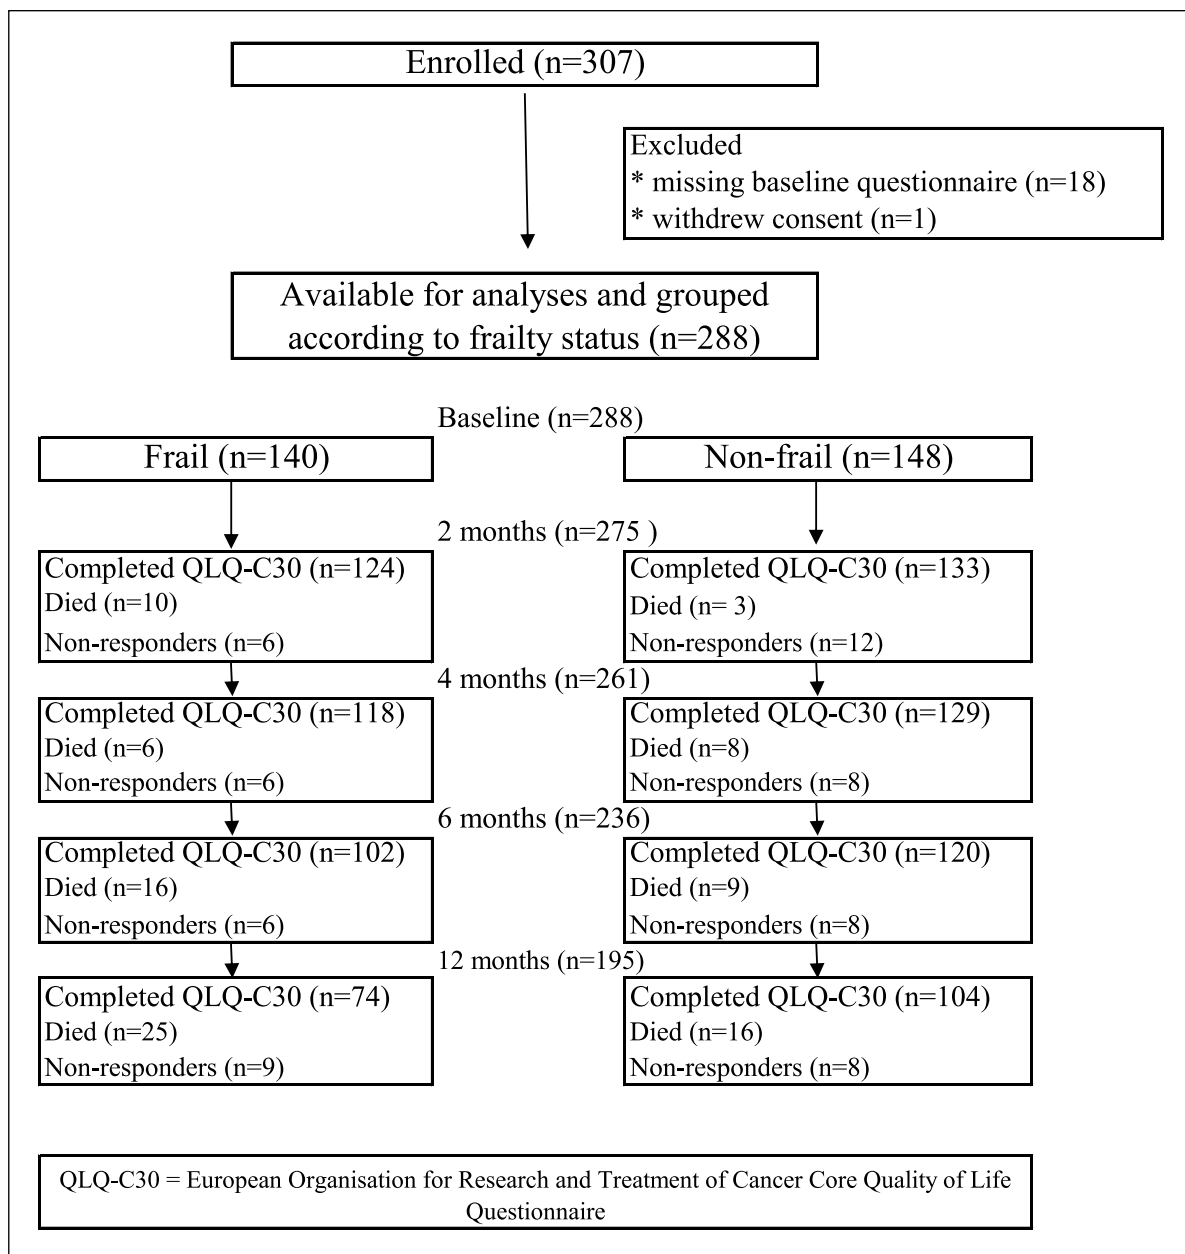 Enrolled (n=307)
Excluded
* missing baseline questionnaire (n=18)
* withdrew consent (n=1)
Available for analyses and grouped
according to frailty status (n=288)
Baseline (n=288)
Frail (n=140)
Non-frail (n=148)
2 months (n=275 )
Completed QLQ-C30 (n=124)
Died (n=10)
Non-responders (n=6)
Completed QLQ-C30 (n=133)
Died (n= 3)
Non-responders (n=12)
4 months (n=261)
Completed QLQ-C30 (n=118)
Died (n=6)
Non-responders (n=6)
Completed QLQ-C30 (n=129)
Died (n=8)
Non-responders (n=8)
6 months (n=236)
Completed QLQ-C30 (n=102)
Died (n=16)
Non-responders (n=6)
Completed QLQ-C30 (n=120)
Died (n=9)
Non-responders (n=8)
12 months (n=195)
Completed QLQ-C30 (n=74)
Died (n=25)
Non-responders (n=9)
Completed QLQ-C30 (n=104)
Died (n=16)
Non-responders (n=8)
QLQ-C30 = European Organisation for Research and Treatment of Cancer Core Quality of Life
Questionnaire